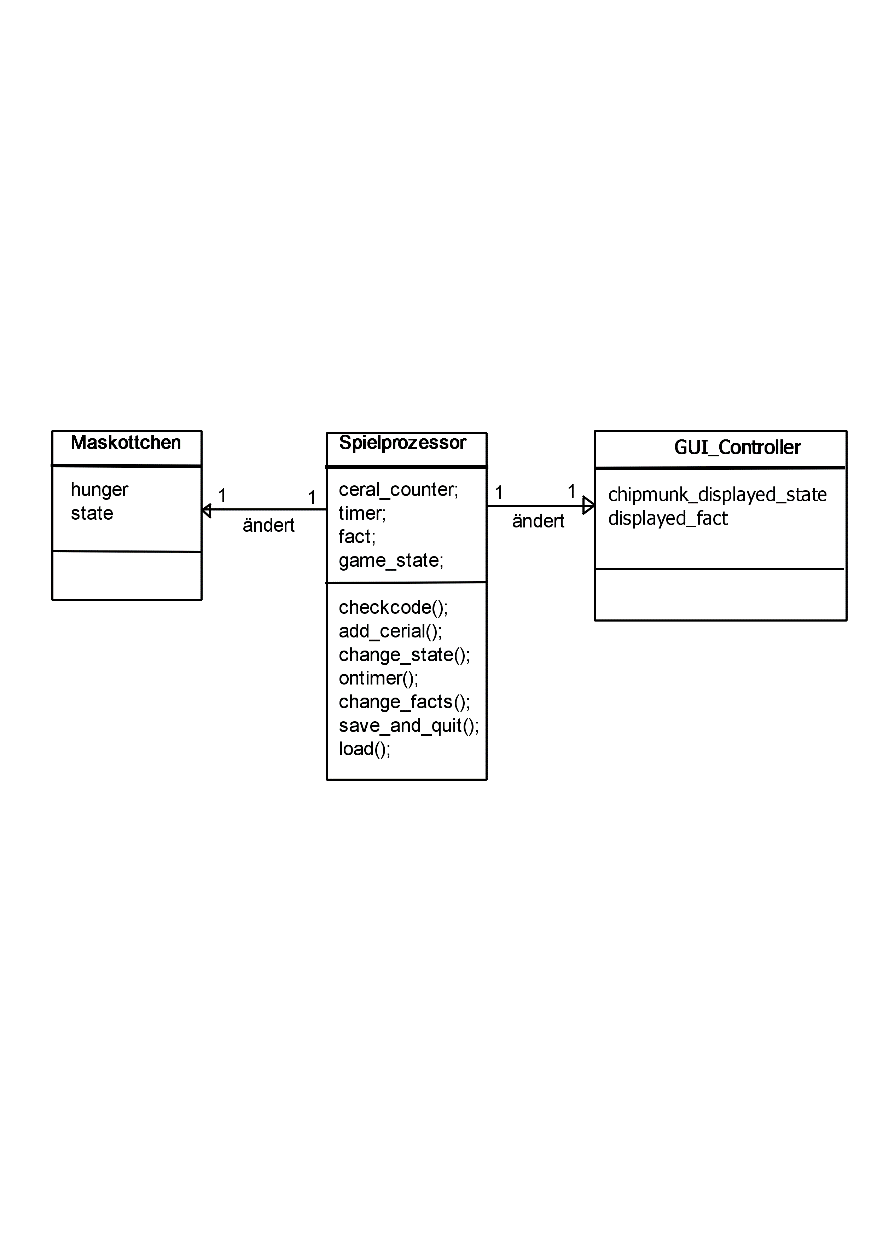 Maskottchen
hunger
state
1
1
ändert
Spielprozessor
ceral_counter;
timer;
fact;
game_state;
checkcode();
add_cerial();
change_state();
ontimer();
change_facts();
save_and_quit();
load();
1
1
ändert
GUI_Controller
chipmunk_displayed_state
displayed_fact